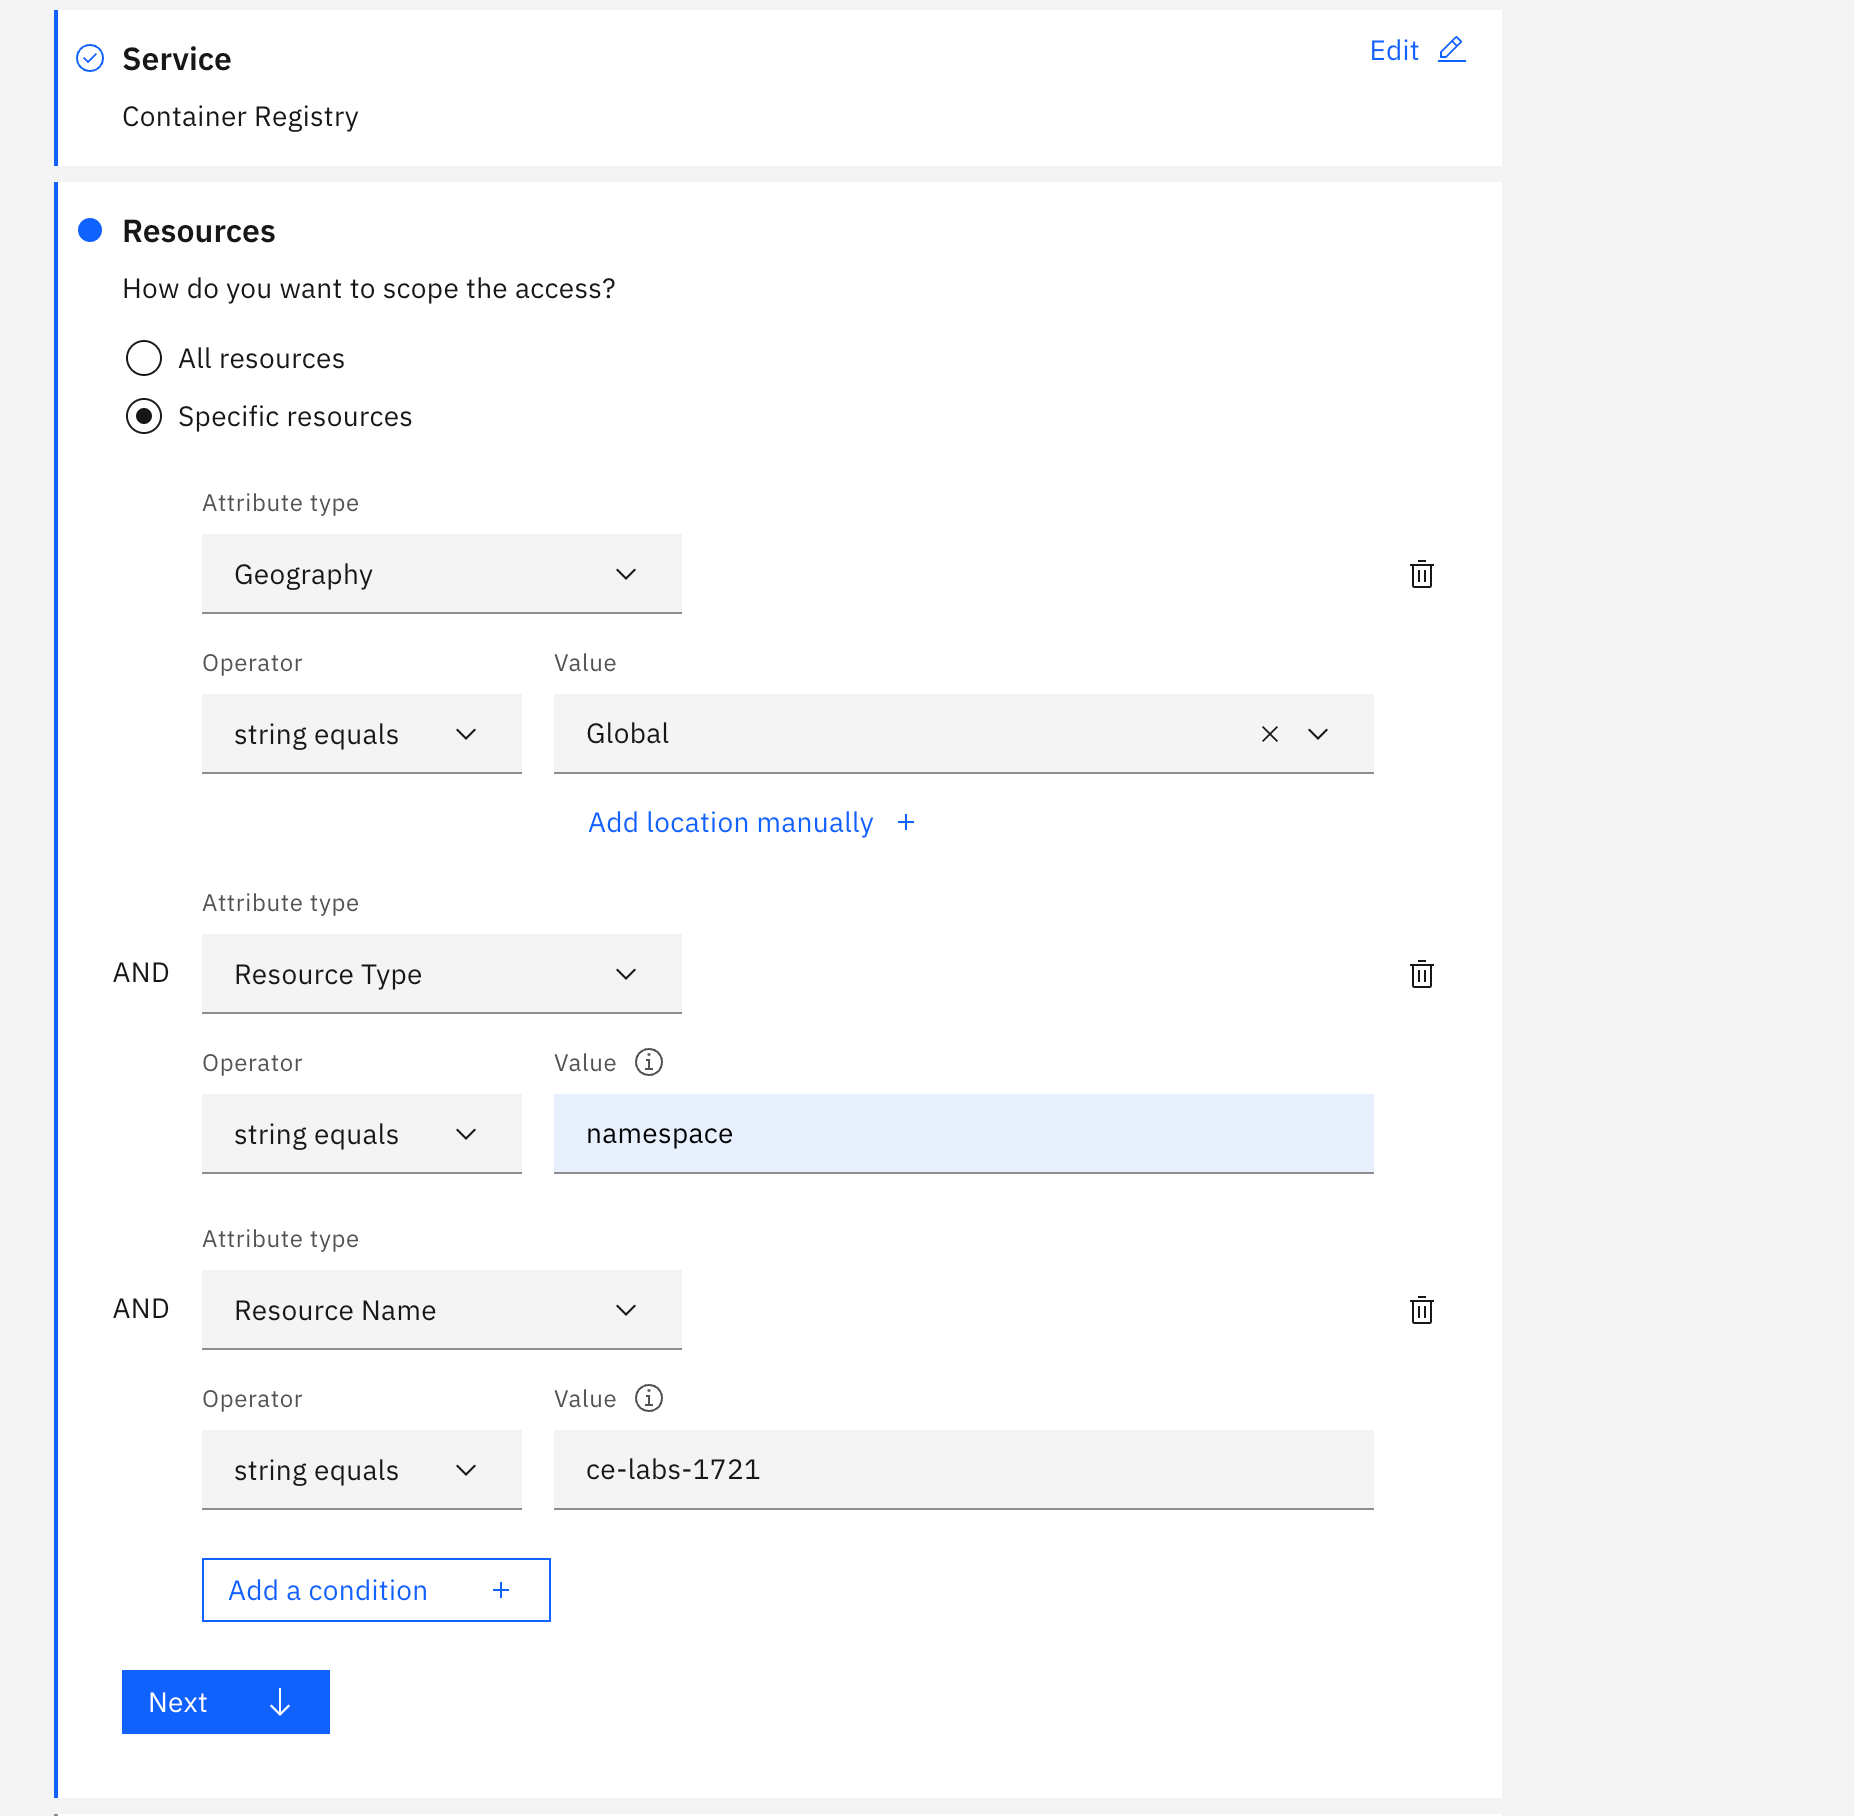 Service
Edit
Container Registry
Resources
How do you want to scope the access?
All resources
Specific resources
Attribute type
Geography
Operator Value
string equals Global
Add location manually +
Attribute type
AND Resource Type
Operator Value
string equals namespace
Attribute type
AND Resource Name
Operator Value
string equals ce-labs-1721
Add a condition +
Next